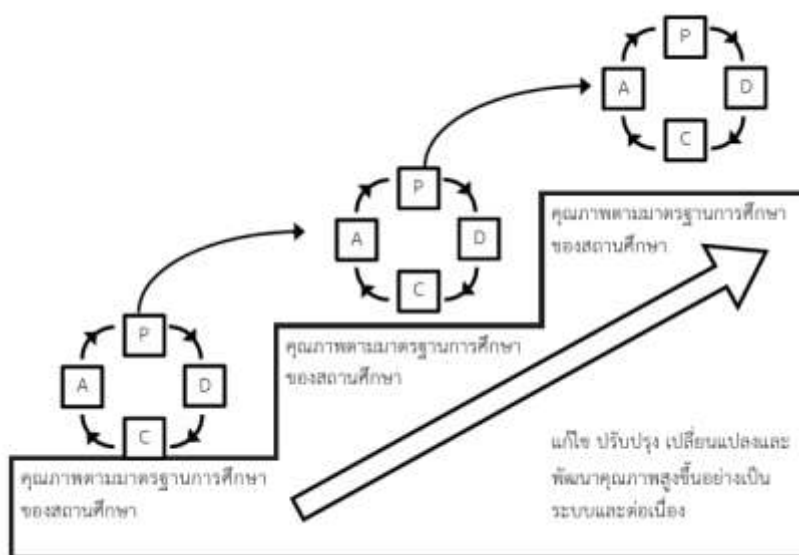 P
A
D
C
P
A
D
C
คุณภาพตามมาตรฐานการศึกษา
ของสถานศึกษา
P
A
D
C
คุณภาพตามมาตรฐานการศึกษา
ของสถานศึกษา
คุณภาพตามมาตรฐานการศึกษา
ของสถานศึกษา
แก้ไข ปรับปรุง เปลี่ยนแปลงและ
พัฒนาคุณภาพสูงขึ้นอย่างเป็น
ระบบและต่อเนื่อง